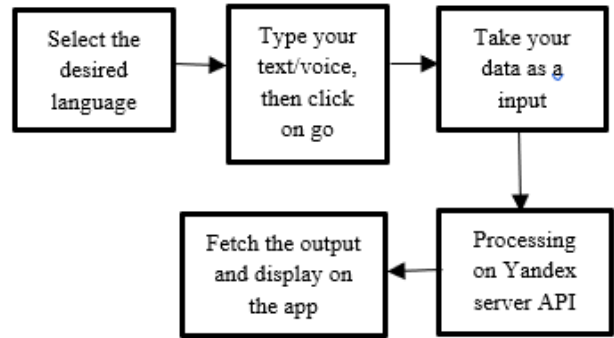 Select the
desired
language
Type your
text/voice,
then click
on go
Take your
data as a
input
Processing
on Yandex
server API
Fetch the output
and display on
the app